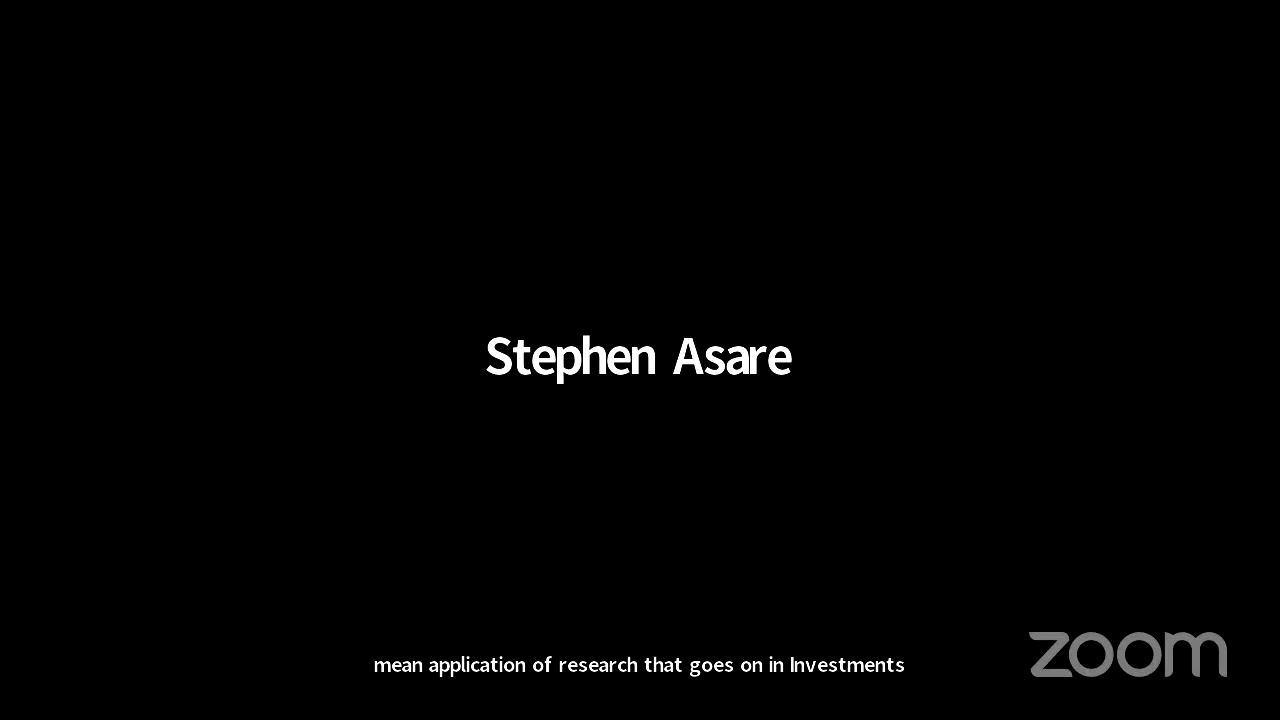 Stephen Asare
mean application of research that goes on in Investments
zoom